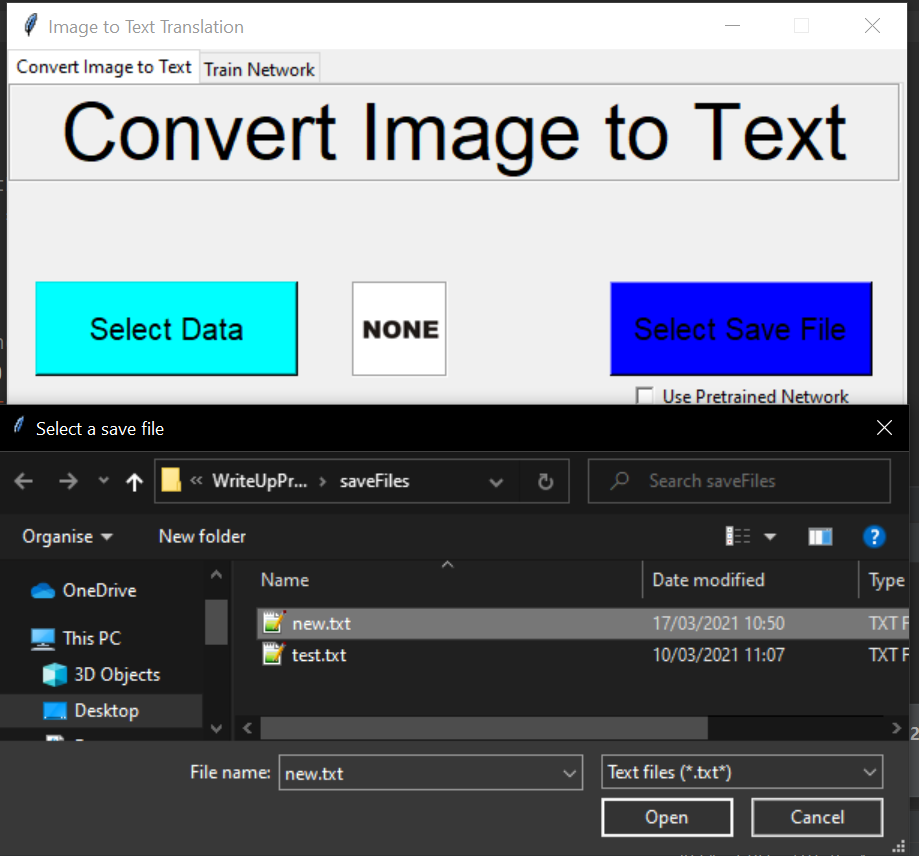 Image to Text Translation
Convert Image to Text
Train Network
Convert Image to Text
Select Data
NONE
Select Save File
Use Pretrained Network
Select a save file
« WriteUpPr... › saveFiles
Search saveFiles
Organise
New folder
Name
Date modified
Type
OneDrive
This PC
3D Objects
Desktop
new.txt 17/03/2021 10:50 TXT F
test.txt 10/03/2021 11:07 TXT F
File name: new.txt
Text files (*.txt*)
Open
Cancel